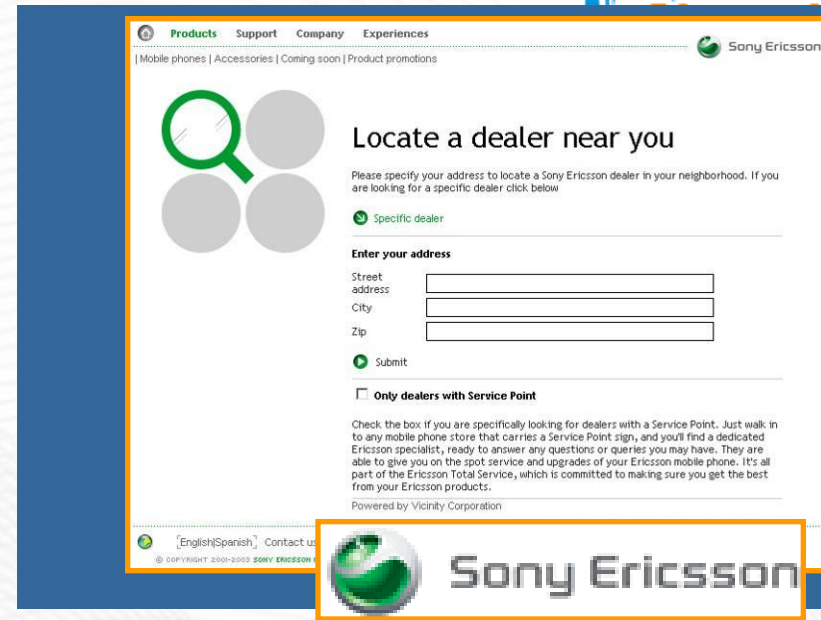 Products Support Company Experiences
Sony Ericsson
| Mobile phones | Accessories | Coming soon | Product promotions
Locate a dealer near you
Please specify your address to locate a Sony Ericsson dealer in your neighborhood. If you
are looking for a specific dealer click below
Specific dealer
Enter your address
Street
address
City
Zip
Submit
Only dealers with Service Point
Check the box if you are specifically looking for dealers with a Service Point. Just walk in
to any mobile phone store that carries a Service Point sign, and you'll find a dedicated
Ericsson specialist, ready to answer any questions or queries you may have. They are
able to give you on the spot service and upgrades of your Ericsson mobile phone. It's all
part of the Ericsson Total Service, which is committed to making sure you get the best
from your Ericsson products.
Powered by Vicinity Corporation
[English|Spanish] Contact us
© COPYRIGHT 2001-2003 SONY ERICSSON
Sony Ericsson